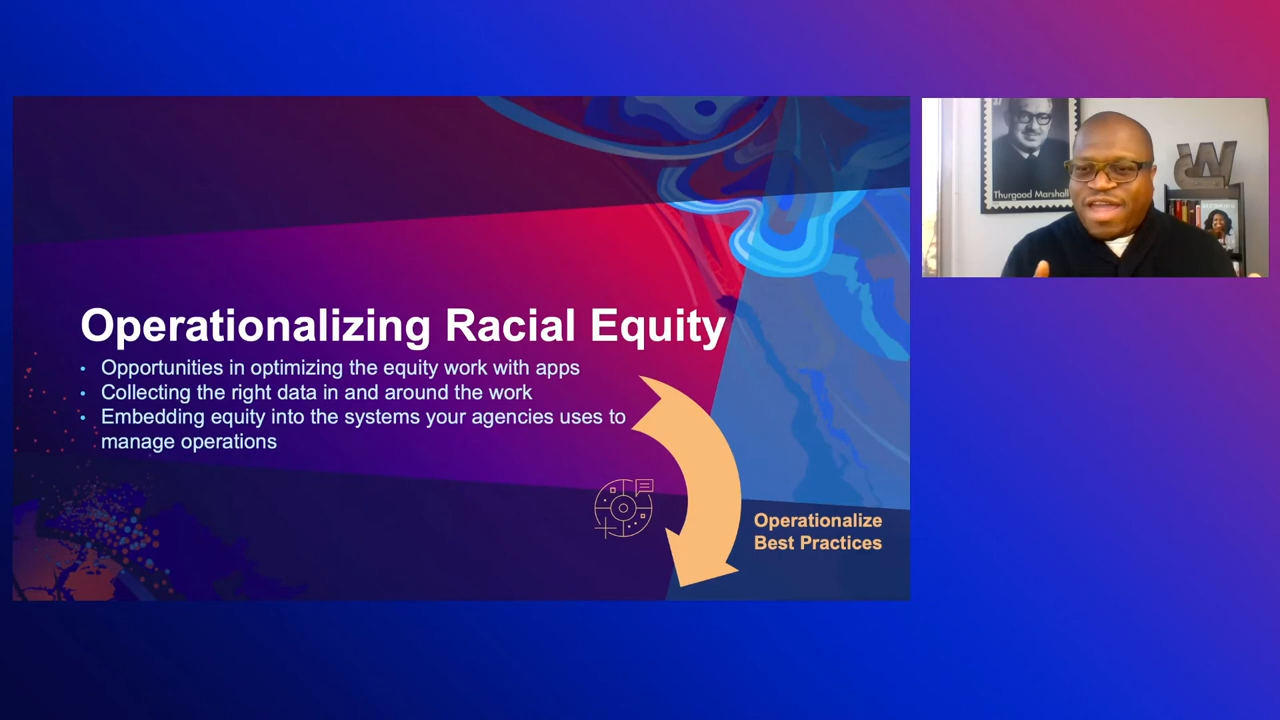 Operationalizing Racial Equity
• Opportunities in optimizing the equity work with apps
• Collecting the right data in and around the work
• Embedding equity into the systems your agencies uses to
manage operations
Operationalize
Best Practices
Thurgood Marshall